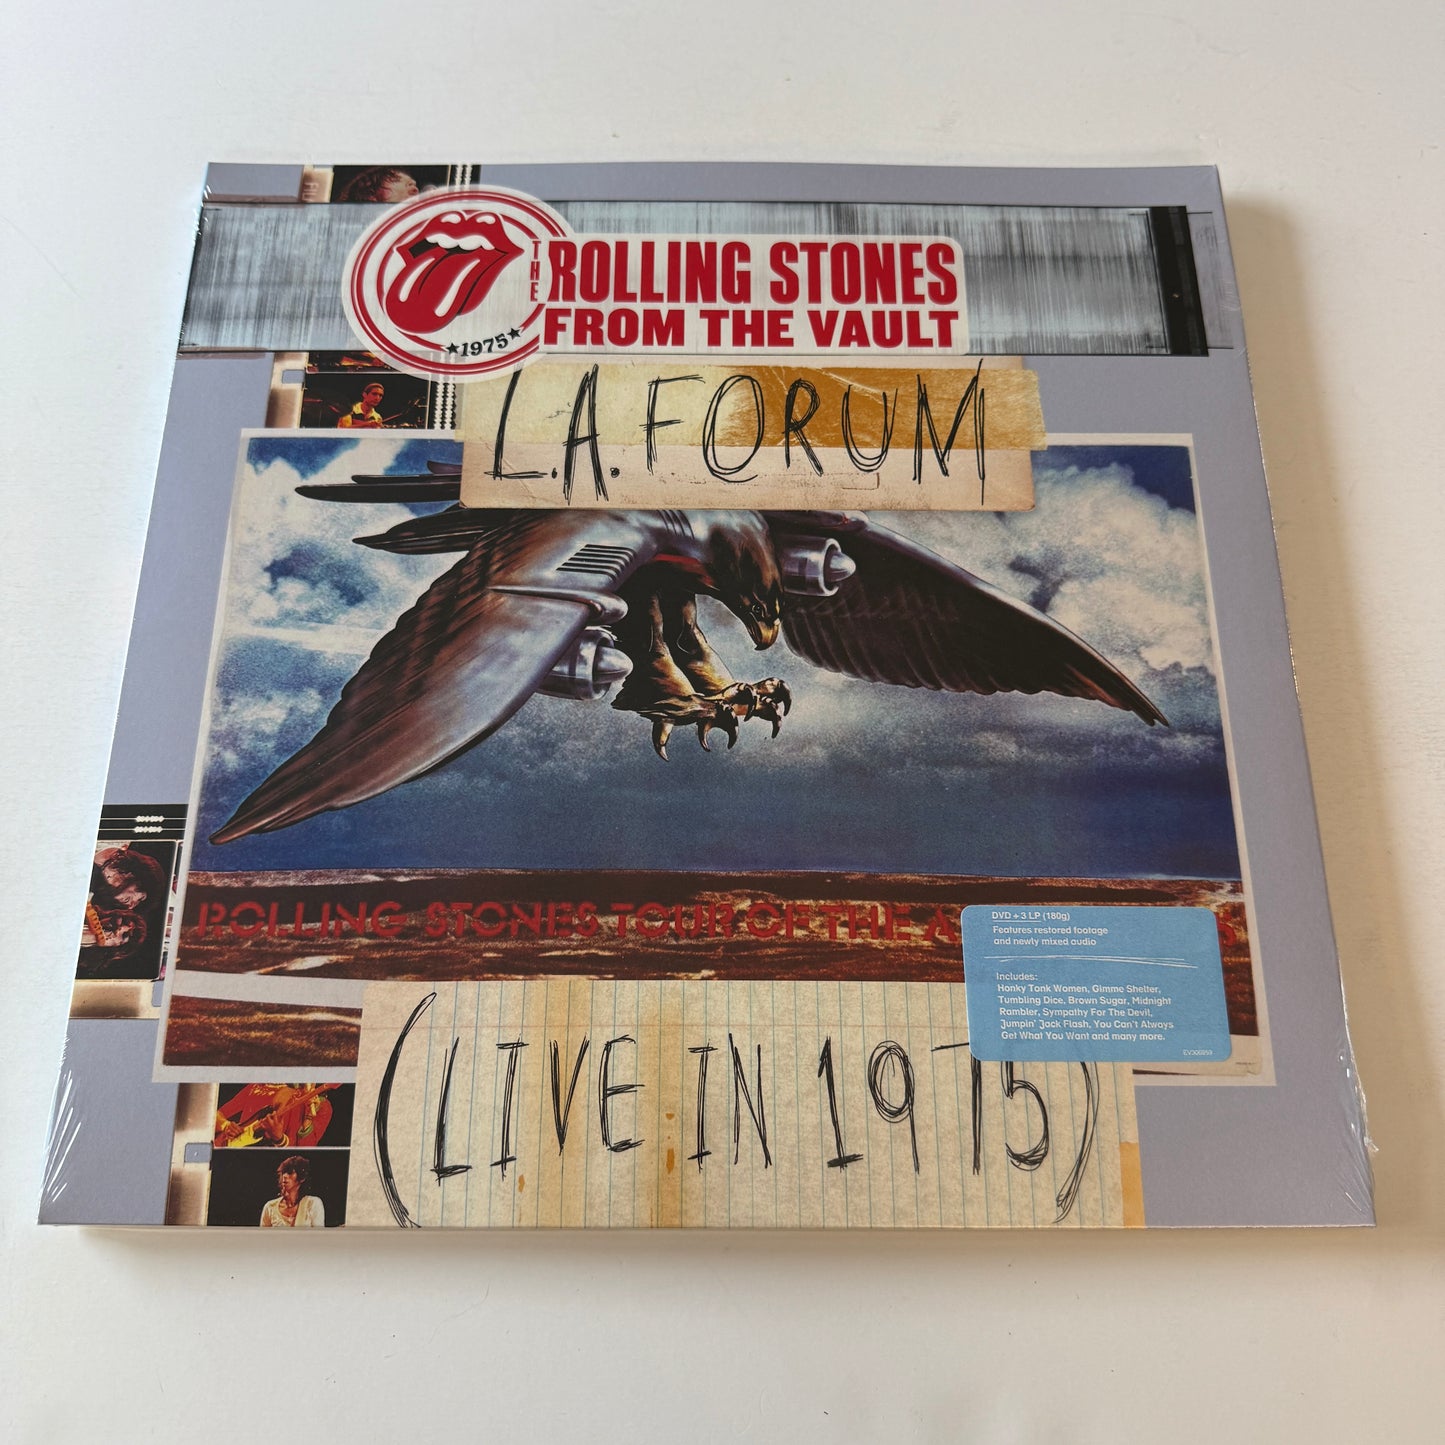 THE
ROLLING STONES
FROM THE VAULT
★1975★
L.A. FORUM
ROLLING STONES TOUR OF THE A
DVD + 3 LP (180g)
Features restored footage
and newly mixed audio
Includes:
Honky Tonk Women, Gimme Shelter,
Tumbling Dice, Brown Sugar, Midnight
Rambler, Sympathy For The Devil,
Jumpin' Jack Flash, You Can't Always
Get What You Want and many more.
(LIVE IN 1975)